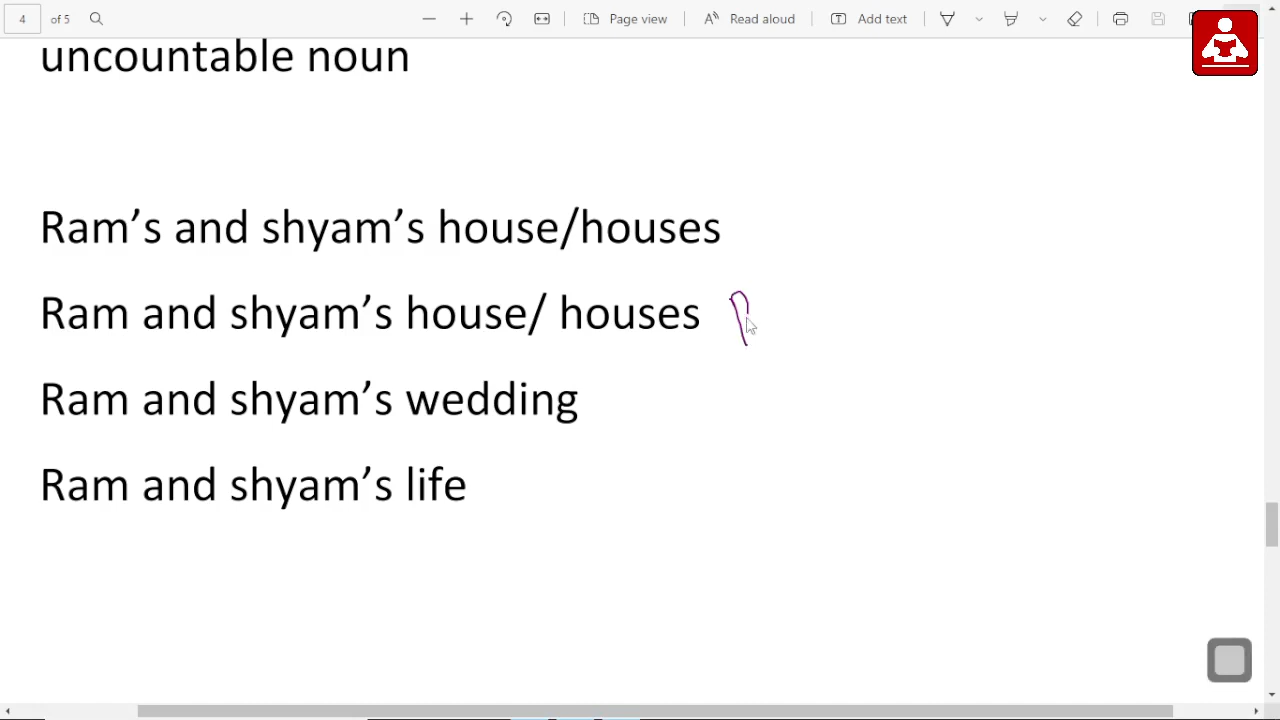 4 of 5 Page view Read aloud Add text
uncountable noun
Ram’s and shyam’s house/houses
Ram and shyam’s house/ houses
Ram and shyam’s wedding
Ram and shyam’s life